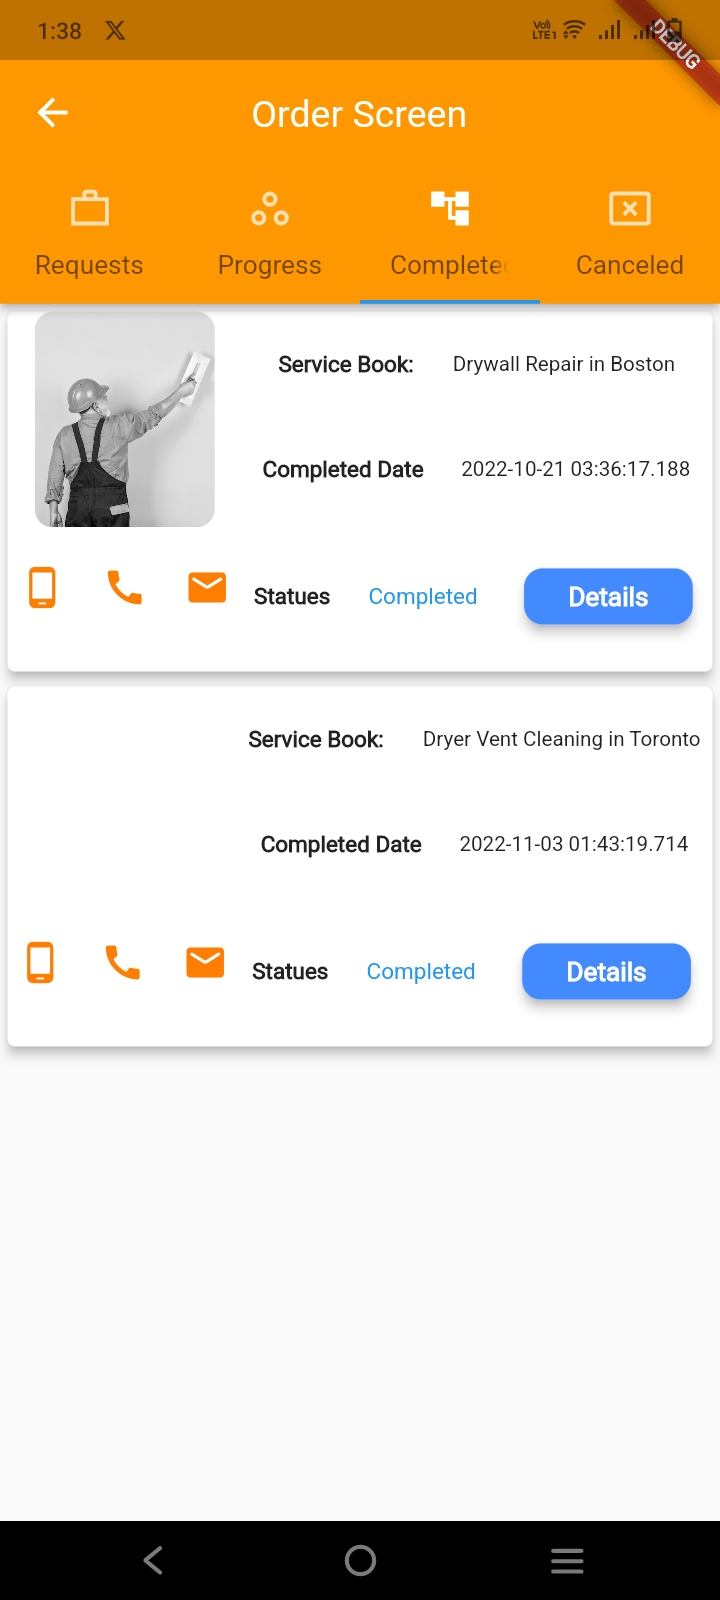 1:38
Vo)) LTE1
DEBUG
Order Screen
Requests Progress Complete Canceled
Service Book: Drywall Repair in Boston
Completed Date 2022-10-21 03:36:17.188
Statues Completed Details
Service Book: Dryer Vent Cleaning in Toronto
Completed Date 2022-11-03 01:43:19.714
Statues Completed Details